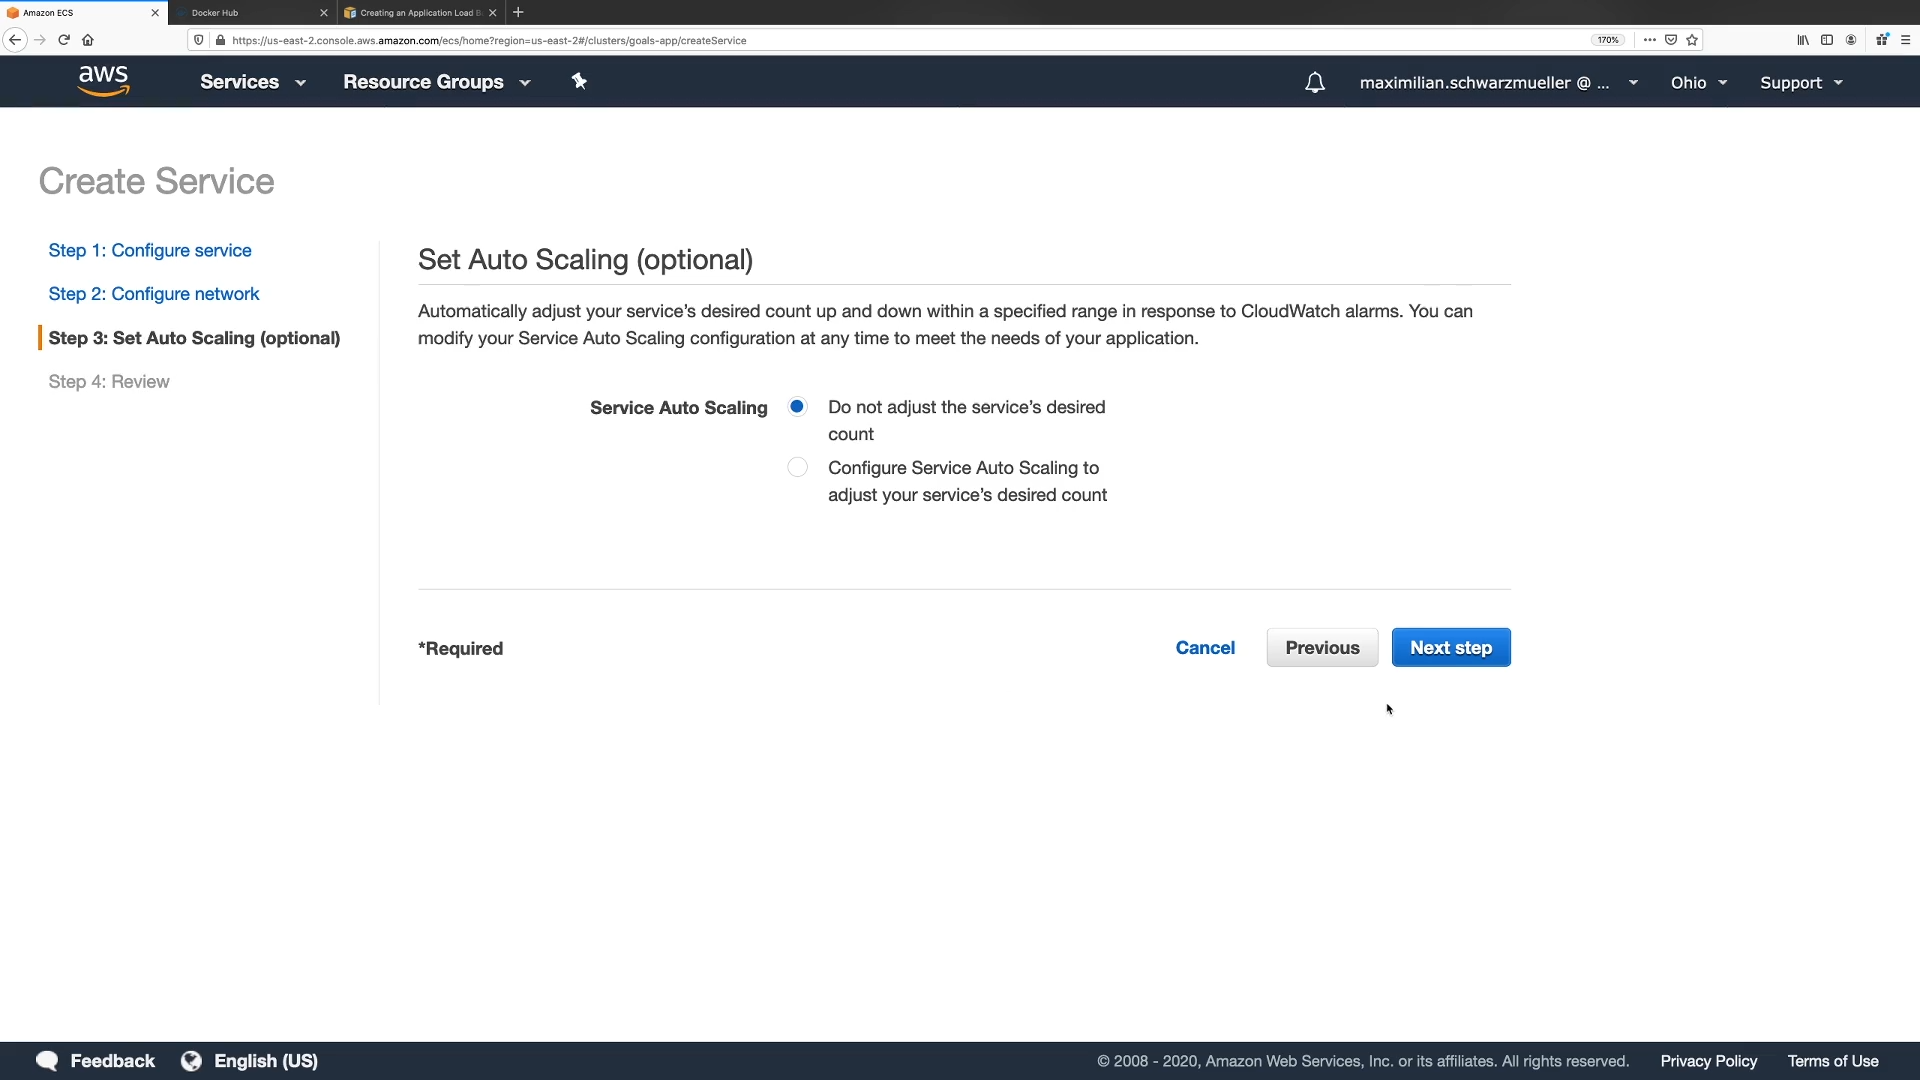 Amazon ECS
Docker Hub
Creating an Application Load B
https://us-east-2.console.aws.amazon.com/ecs/home?region=us-east-2#/clusters/goals-app/createService
170%
aws
Services
Resource Groups
maximilian.schwarzmueller @ ...
Ohio
Support
Create Service
Step 1: Configure service
Step 2: Configure network
Step 3: Set Auto Scaling (optional)
Step 4: Review
Set Auto Scaling (optional)
Automatically adjust your service’s desired count up and down within a specified range in response to CloudWatch alarms. You can
modify your Service Auto Scaling configuration at any time to meet the needs of your application.
Service Auto Scaling
Do not adjust the service’s desired
count
Configure Service Auto Scaling to
adjust your service’s desired count
*Required
Cancel
Previous
Next step
Feedback
English (US)
© 2008 - 2020, Amazon Web Services, Inc. or its affiliates. All rights reserved.
Privacy Policy
Terms of Use